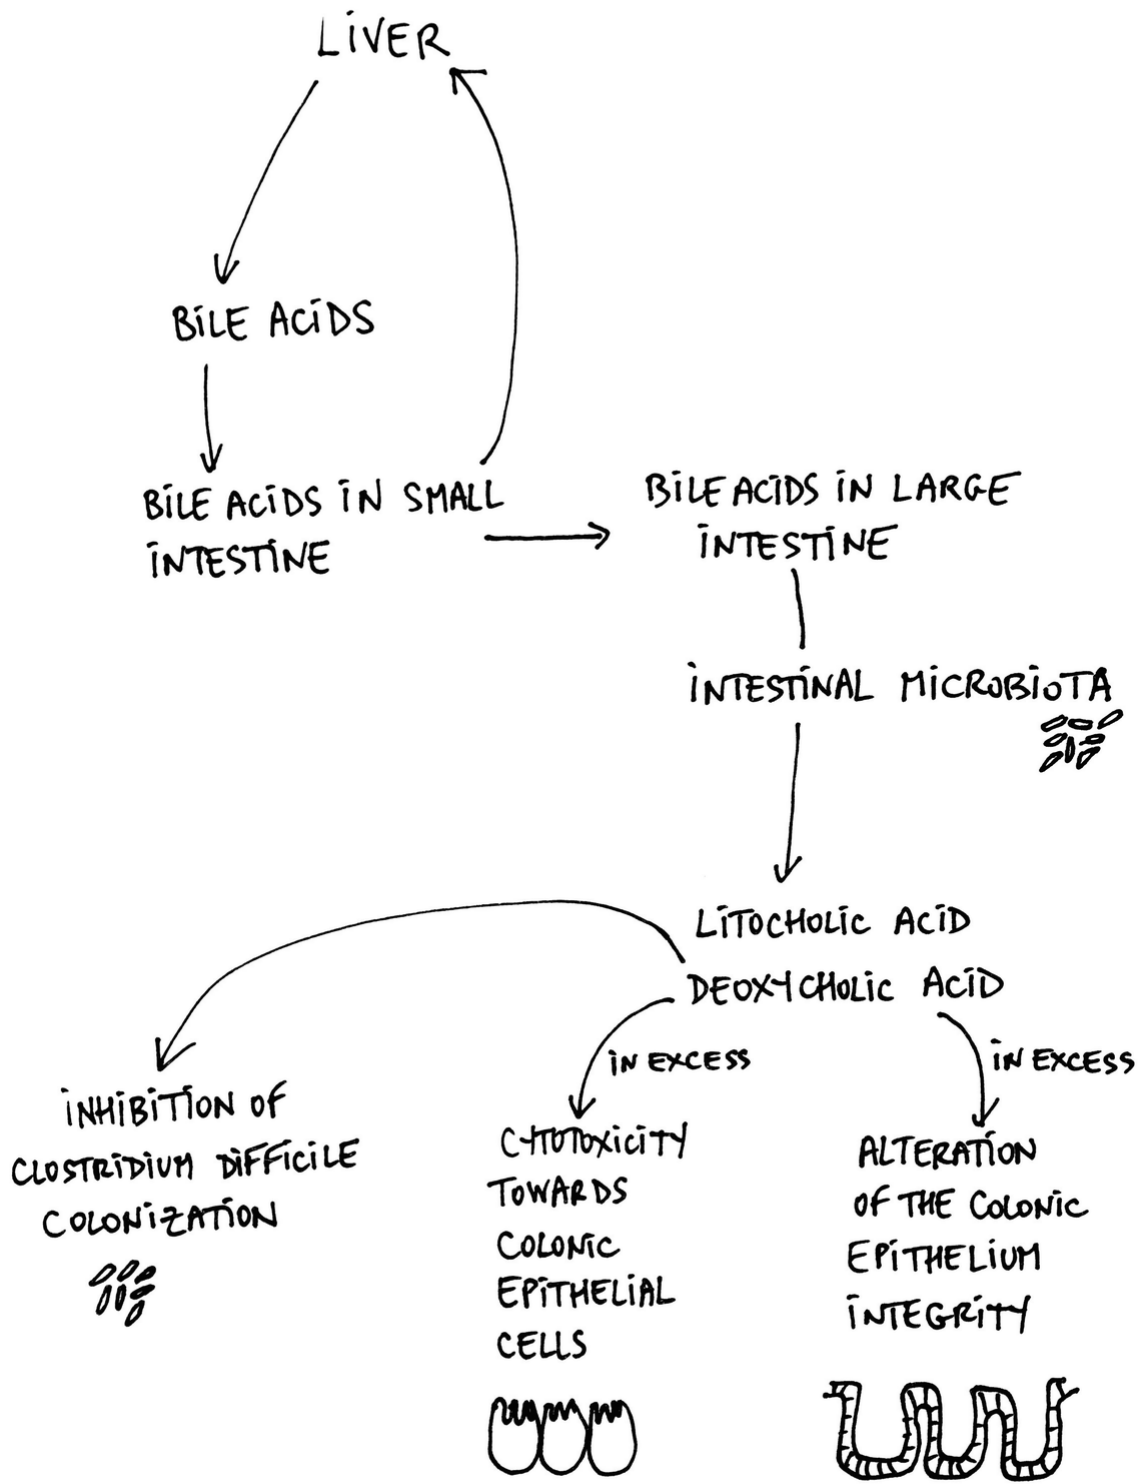 LiVER
BiLE ACiDS
BiLE ACiDS iN SMALL
iNTESTiNE
BiLE ACiDS iN LARGE
iNTESTiNE
iNTESTiNAL MiCROBiOTA
LiTOCHOLiC ACiD
DEOXYCHOLiC ACiD
iN EXCESS
iN EXCESS
iNHiBiTiON OF
CLOSTRiDiUM DiFFiCiLE
COLONiZATiON
CYTOTOXiCiTY
TOWARDS
COLONiC
EPiTHELiAL
CELLS
ALTERATiON
OF THE COLONiC
EPiTHELiUM
iNTEGRiTY